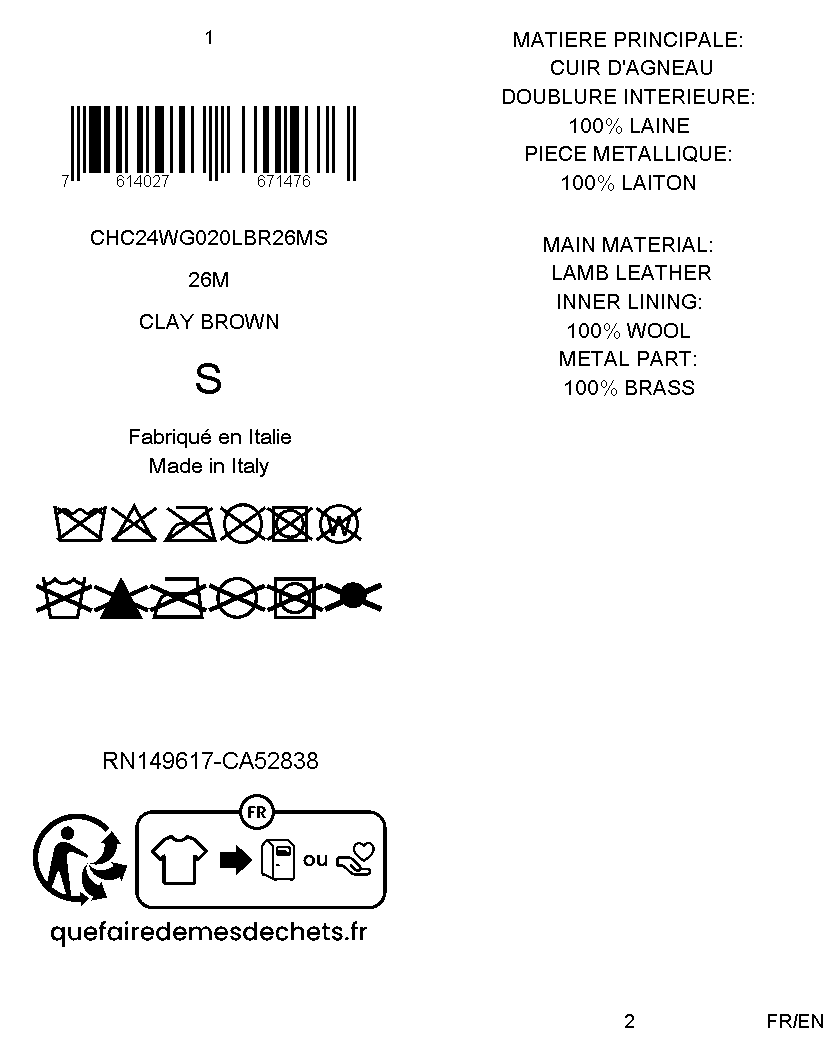 1
7 614027 671476
CHC24WG020LBR26MS
26M
CLAY BROWN
S
Fabriqué en Italie
Made in Italy
W
RN149617-CA52838
FR
ou
quefairedemesdechets.fr
MATIERE PRINCIPALE:
CUIR D'AGNEAU
DOUBLURE INTERIEURE:
100% LAINE
PIECE METALLIQUE:
100% LAITON
MAIN MATERIAL:
LAMB LEATHER
INNER LINING:
100% WOOL
METAL PART:
100% BRASS
2
FR/EN